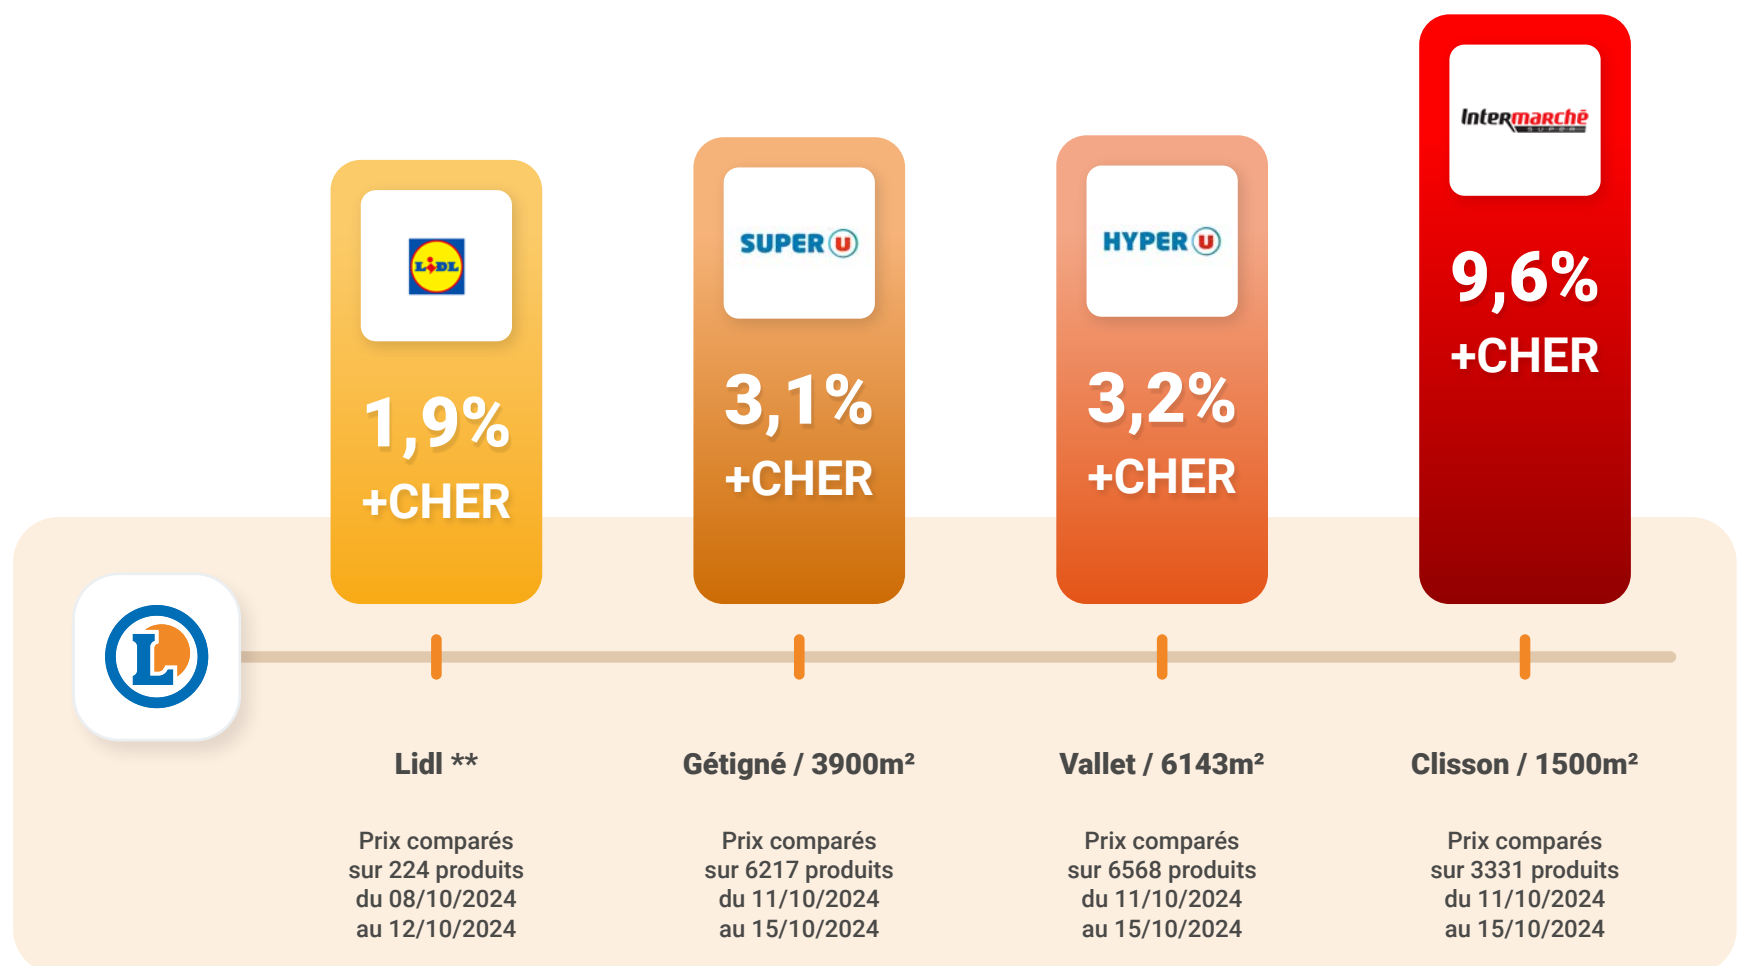 LiDL
1,9%
+CHER
SUPER U
3,1%
+CHER
HYPER U
3,2%
+CHER
Intermarchē
SUPER
9,6%
+CHER
L
Lidl **
Prix comparés
sur 224 produits
du 08/10/2024
au 12/10/2024
Gétigné / 3900m²
Prix comparés
sur 6217 produits
du 11/10/2024
au 15/10/2024
Vallet / 6143m²
Prix comparés
sur 6568 produits
du 11/10/2024
au 15/10/2024
Clisson / 1500m²
Prix comparés
sur 3331 produits
du 11/10/2024
au 15/10/2024